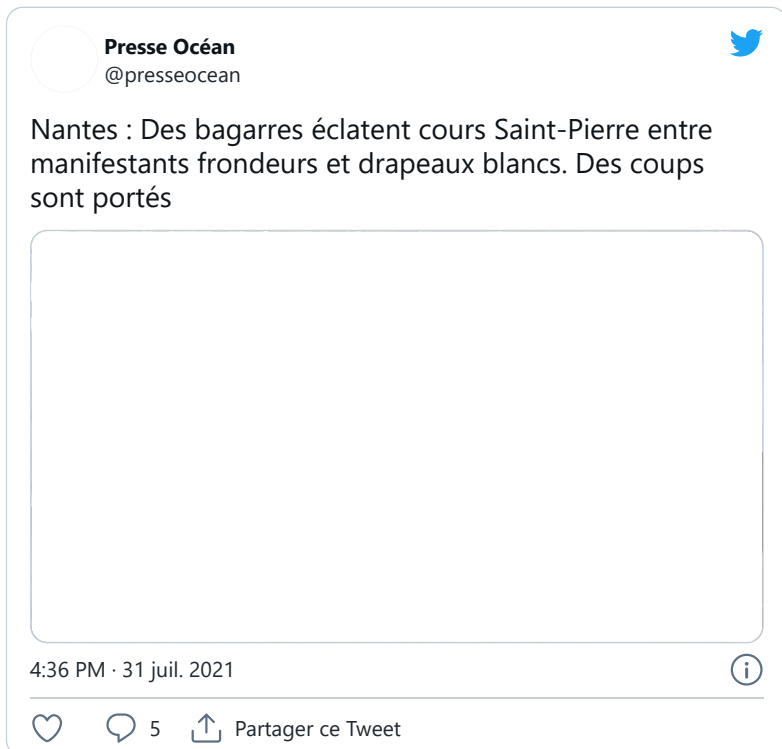 Presse Océan
@presseocean
Nantes : Des bagarres éclatent cours Saint-Pierre entre
manifestants frondeurs et drapeaux blancs. Des coups
sont portés
4:36 PM · 31 juil. 2021
5 Partager ce Tweet